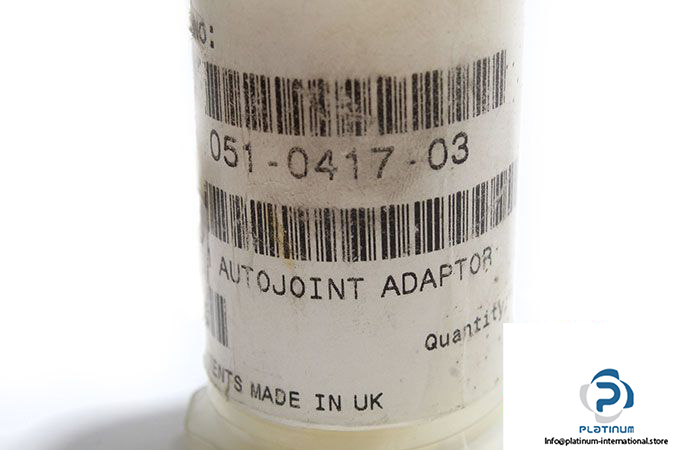 NO:
051-0417-03
AUTOJOINT ADAPTOR
Quantity:
ENTS MADE IN UK
PLATINUM
Info@platinum-international.store